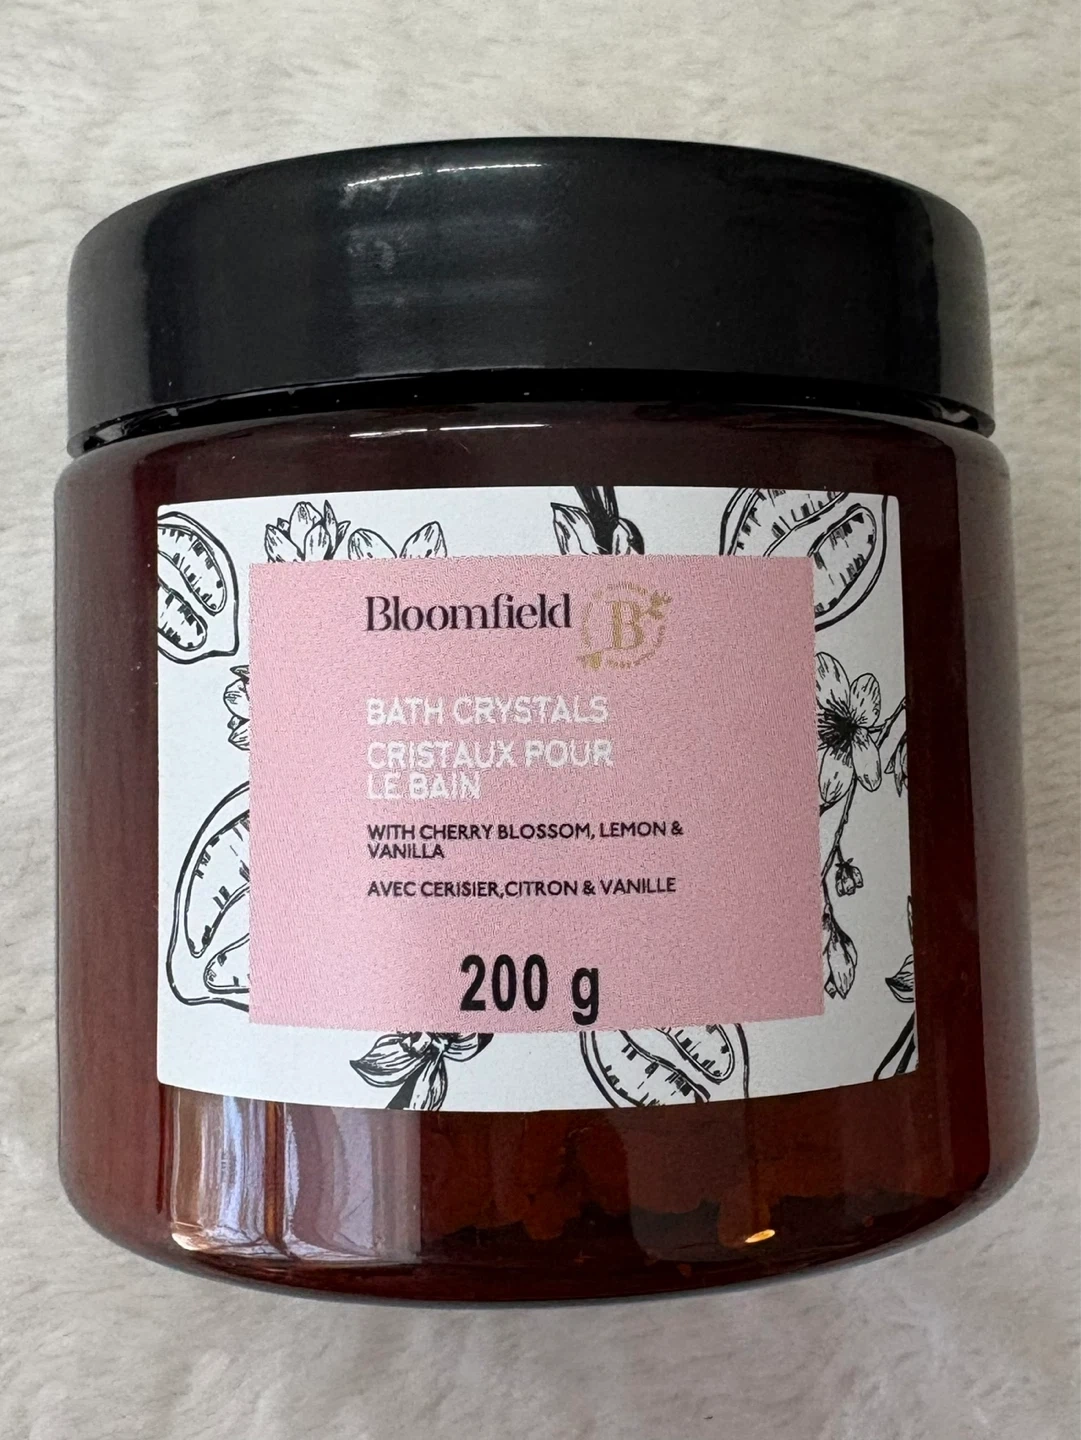 Bloomfield
B
BATH CRYSTALS
CRISTAUX POUR
LE BAIN
WITH CHERRY BLOSSOM, LEMON &
VANILLA
AVEC CERISIER,CITRON & VANILLE
200 g